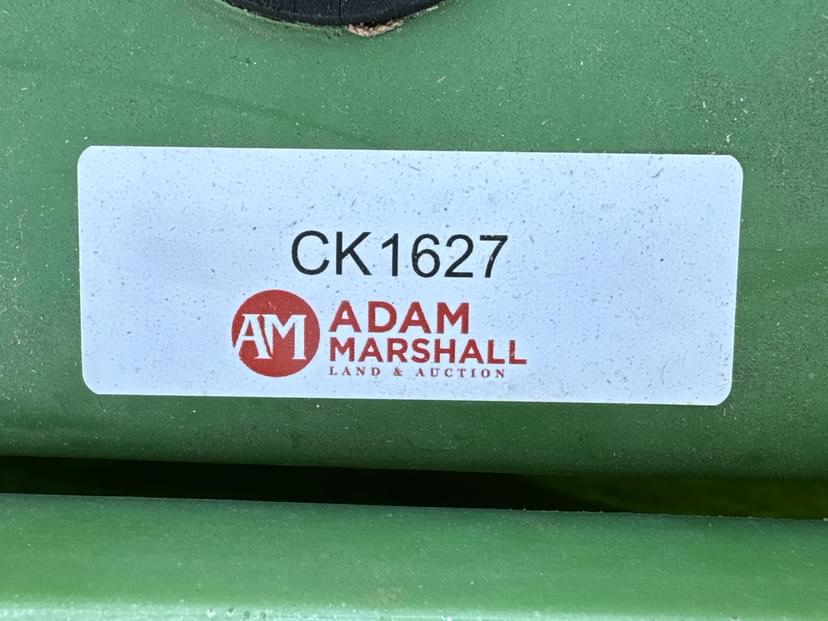 CK1627
AM
ADAM
MARSHALL
LAND & AUCTION